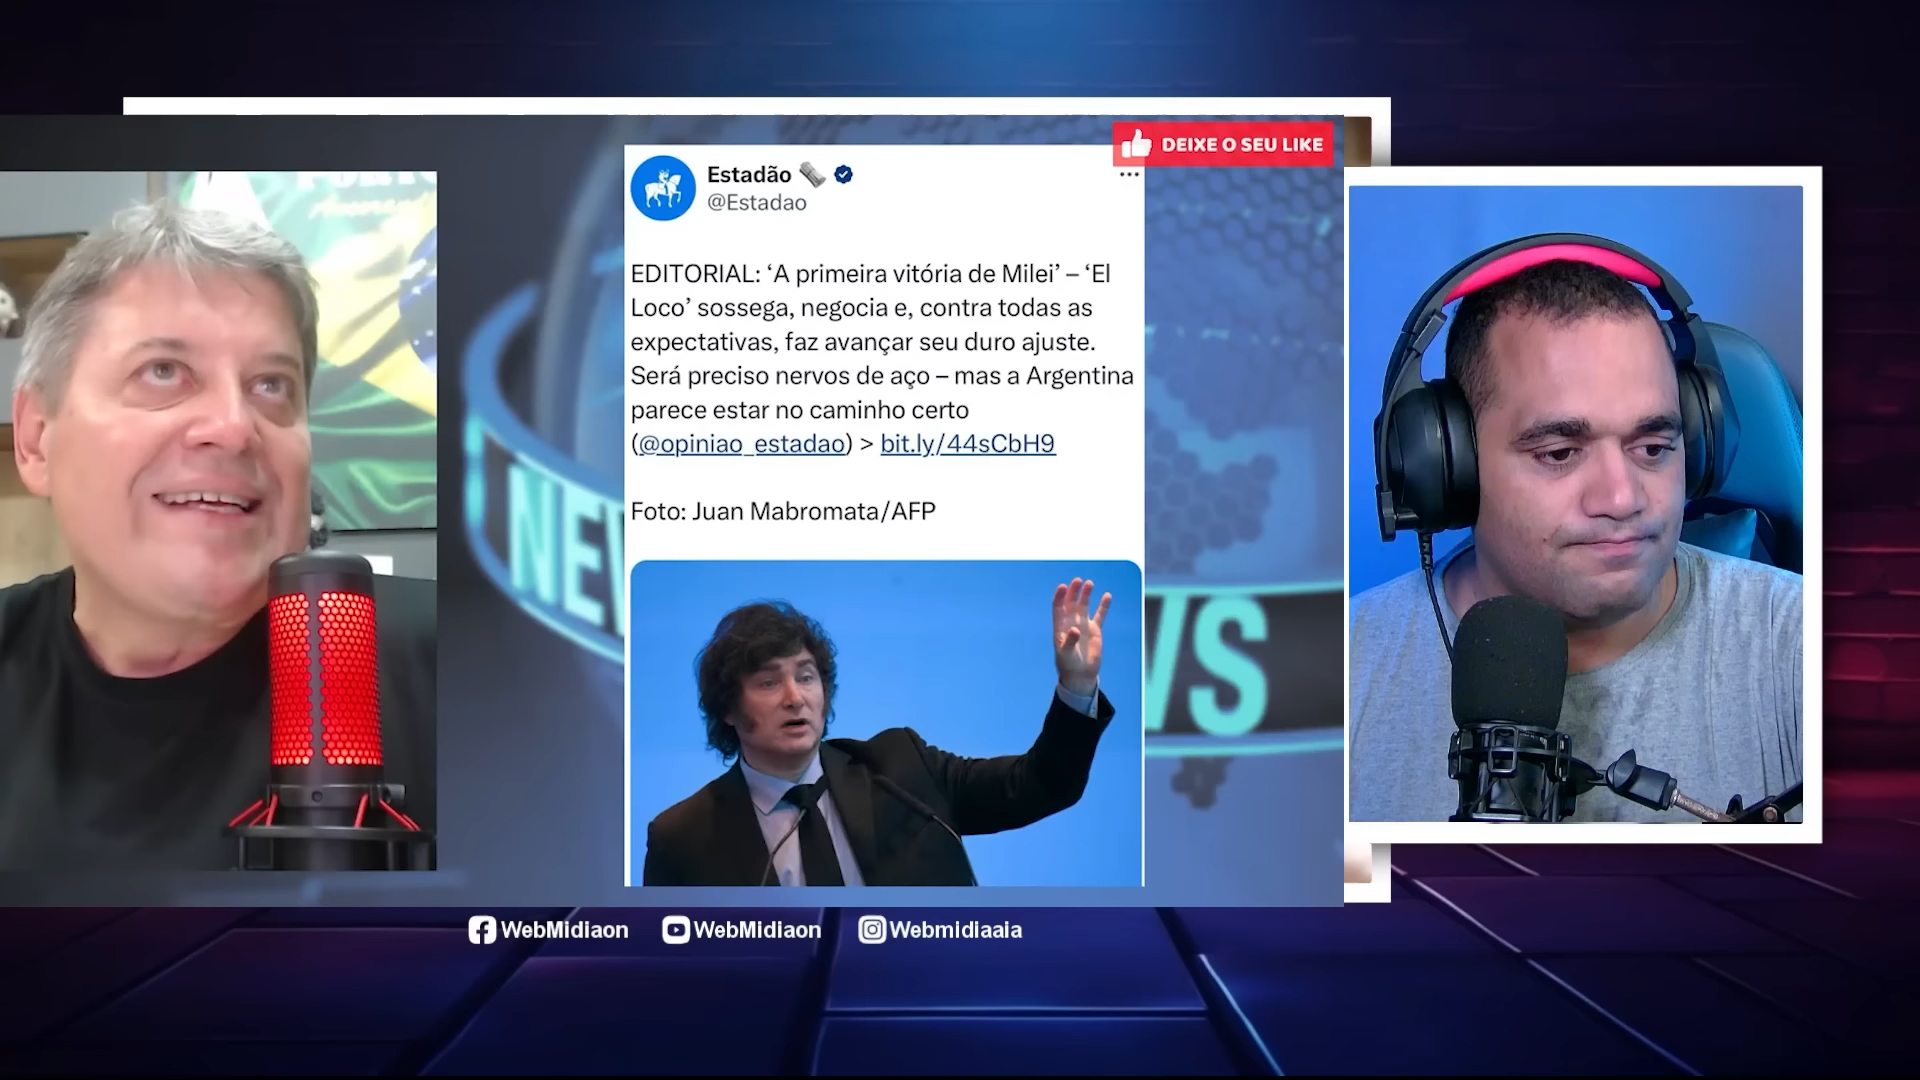 DEIXE O SEU LIKE
Estadão
@Estadao
EDITORIAL: ‘A primeira vitória de Milei’ – ‘El
Loco’ sossega, negocia e, contra todas as
expectativas, faz avançar seu duro ajuste.
Será preciso nervos de aço – mas a Argentina
parece estar no caminho certo
(@opiniao_estadao) > bit.ly/44sCbH9
Foto: Juan Mabromata/AFP
WebMidiaon
WebMidiaon
Webmidiaaia